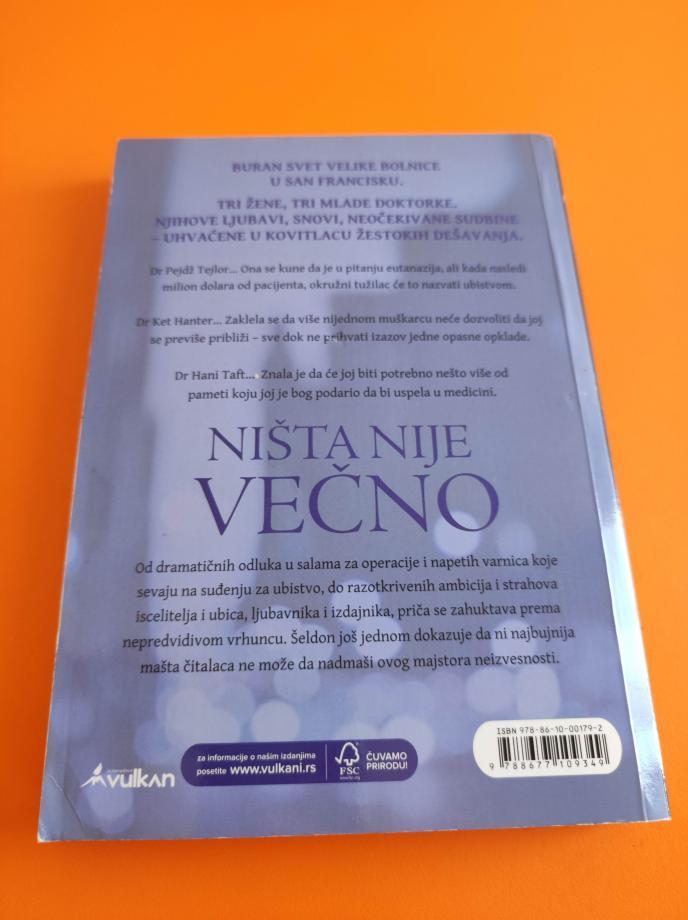 BURAN SVET VELIKE BOLNICE
U SAN FRANCISKU.
TRI ŽENE, TRI MLADE DOKTORKE.
NJIHOVE LJUBAVI, SNOVI, NEOČEKIVANE SUDBINE
– UHVAĆENE U KOVITLACU ŽESTOKIH DEŠAVANJA.
Dr Pejdž Tejlor... Ona se kune da je u pitanju eutanazija, ali kada nasledi
milion dolara od pacijenta, okružni tužilac će to nazvati ubistvom.
Dr Ket Hanter... Zaklela se da više nijednom muškarcu neće dozvoliti da joj
se previše približi – sve dok ne prihvati izazov jedne opasne opklade.
Dr Hani Taft... Znala je da će joj biti potrebno nešto više od
pameti koju joj je bog podario da bi uspela u medicini.
NIŠTA NIJE
VEČNO
Od dramatičnih odluka u salama za operacije i napetih varnica koje
sevaju na suđenju za ubistvo, do razotkrivenih ambicija i strahova
iscelitelja i ubica, ljubavnika i izdajnika, priča se zahuktava prema
nepredvidivom vrhuncu. Šeldon još jednom dokazuje da ni najbujnija
mašta čitalaca ne može da nadmaši ovog majstora neizvesnosti.
vulkan
za informacije o našim izdanjima
posetite www.vulkani.rs
FSC
ČUVAMO
PRIRODU!
ISBN 978-86-10-00179-2
9 788677 109349